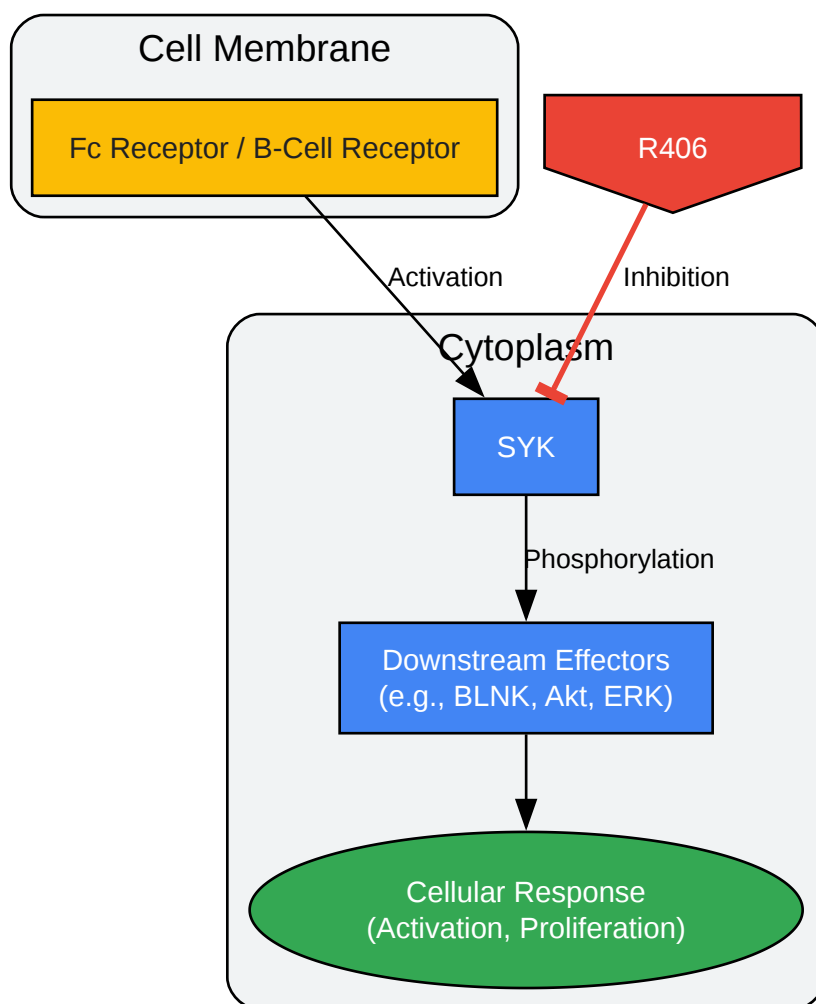 Cell Membrane
Fc Receptor / B-Cell Receptor
R406
Activation
Inhibition
Cytoplasm
SYK
Phosphorylation
Downstream Effectors
(e.g., BLNK, Akt, ERK)
Cellular Response
(Activation, Proliferation)